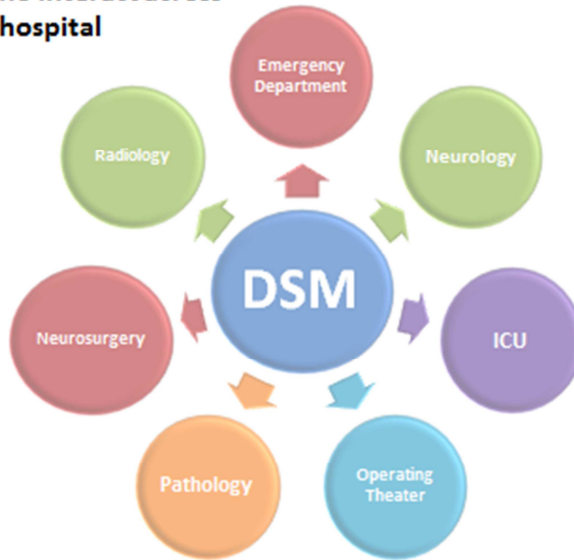 hospital
Emergency
Department
Radiology
Neurology
DSM
Neurosurgery
ICU
Pathology
Operating
Theater